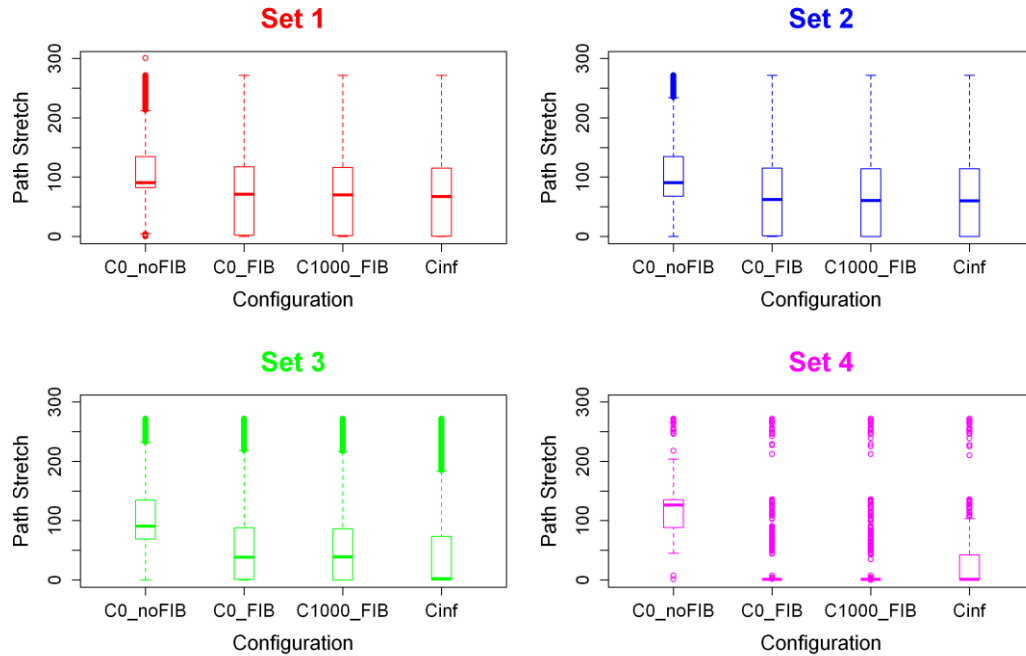 Set 1
Path Stretch
300
200
100
0
C0_noFIB C0_FIB C1000_FIB Cinf
Configuration
Set 2
Path Stretch
300
200
100
0
C0_noFIB C0_FIB C1000_FIB Cinf
Configuration
Set 3
Path Stretch
300
200
100
0
C0_noFIB C0_FIB C1000_FIB Cinf
Configuration
Set 4
Path Stretch
300
200
100
0
C0_noFIB C0_FIB C1000_FIB Cinf
Configuration